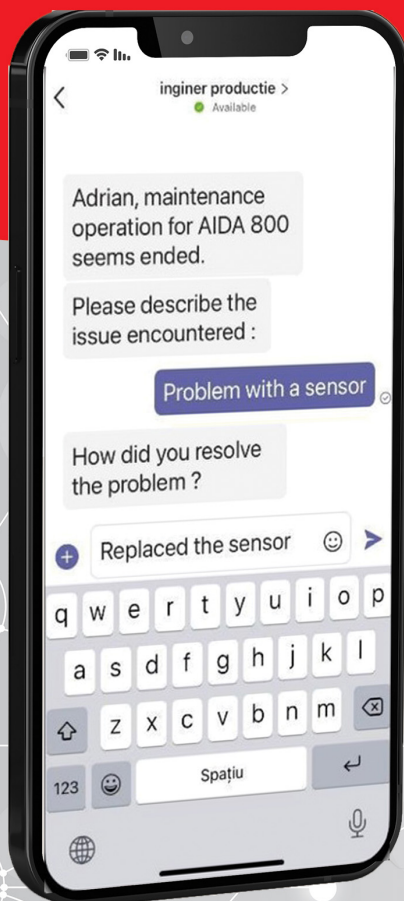 inginer productie >
Available
Adrian, maintenance
operation for AIDA 800
seems ended.
Please describe the
issue encountered :
Problem with a sensor
How did you resolve
the problem ?
Replaced the sensor
q w e r t y u i o p
a s d f g h j k l
z x c v b n m
123
Spațiu